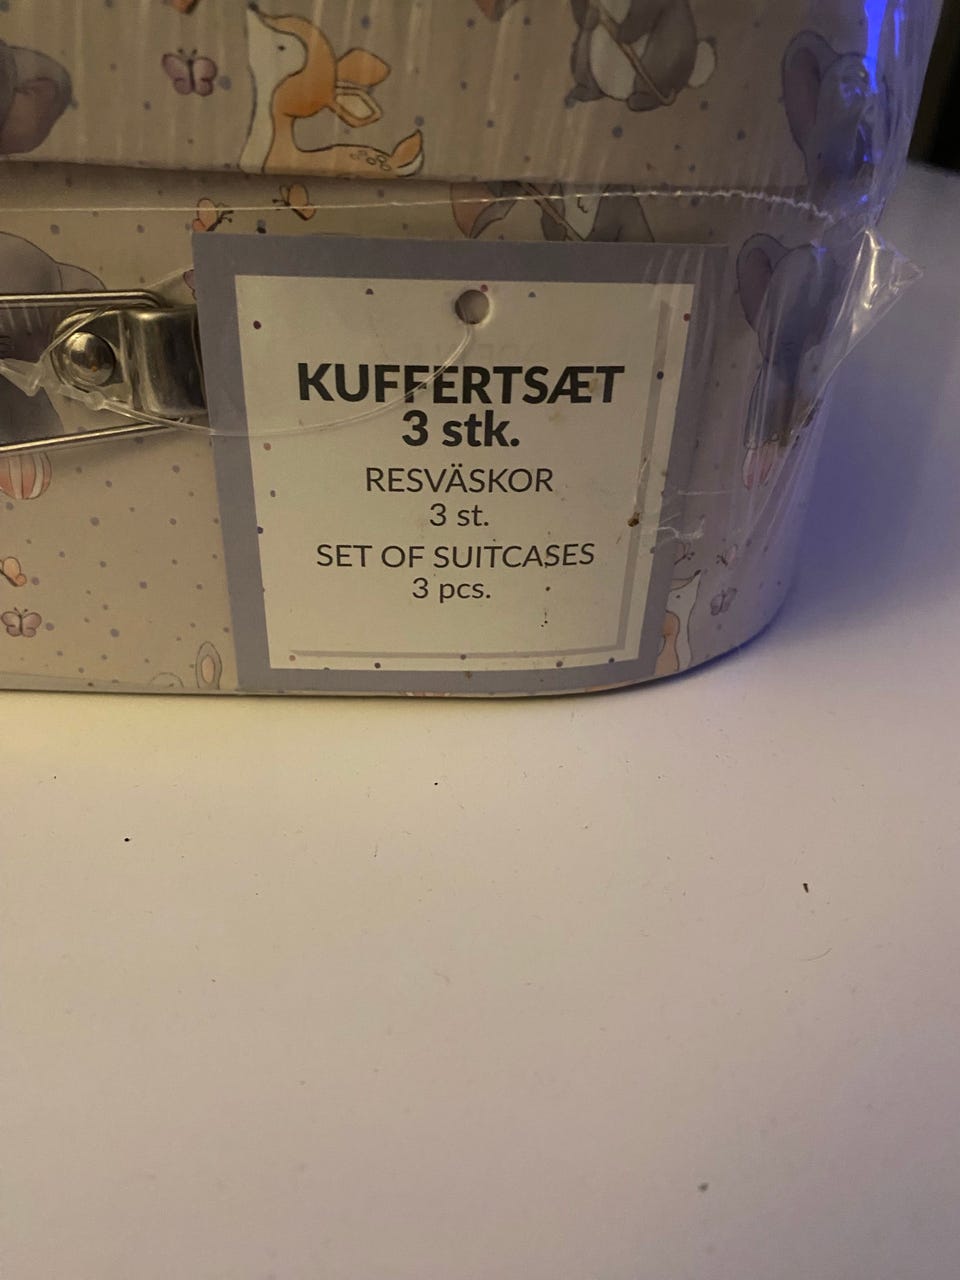 KUFFERTSÆT
3 stk.
RESVÄSKOR
3 st.
SET OF SUITCASES
3 pcs.